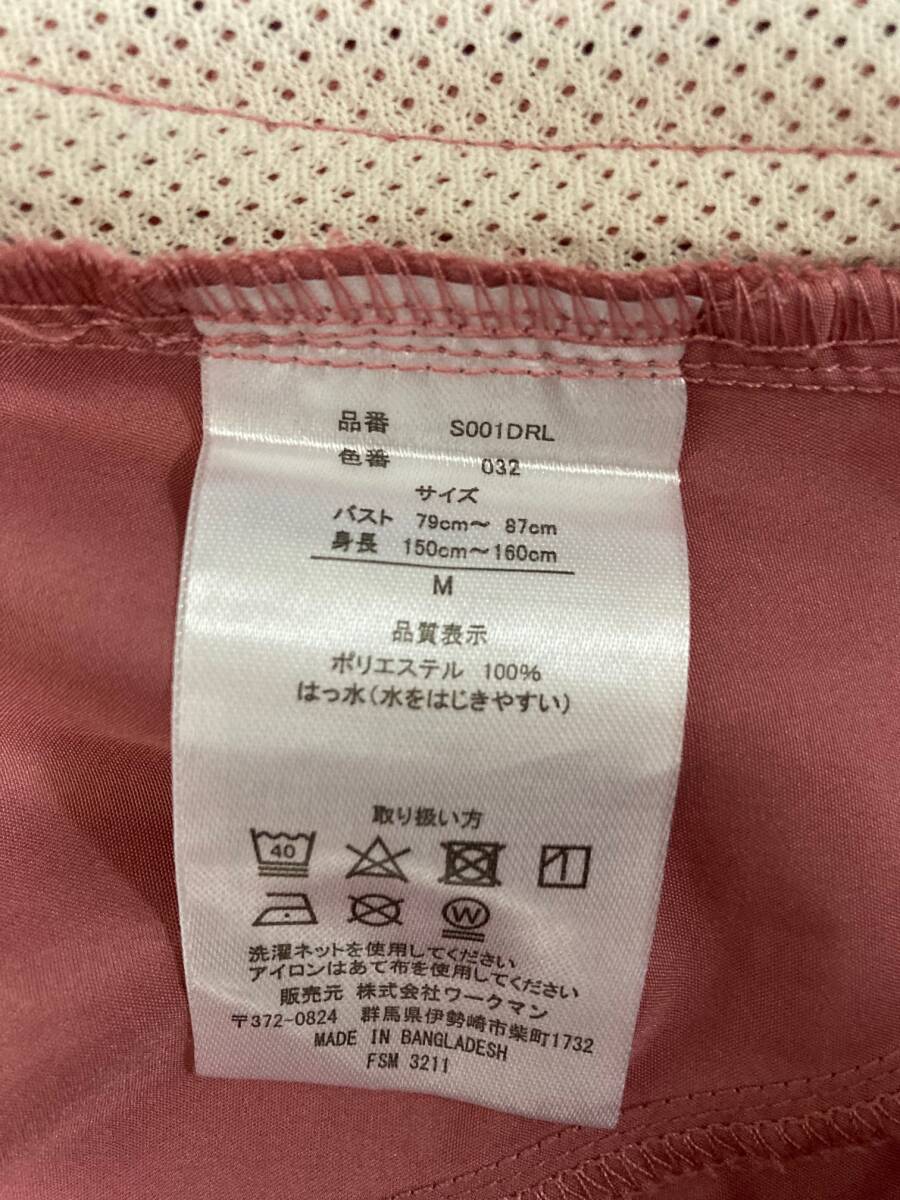 品番 S001DRL
色番 032
サイズ
バスト 79cm～ 87cm
身長 150cm～160cm
M
品質表示
ポリエステル 100%
はっ水(水をはじきやすい)
取り扱い方
40
W
洗濯ネットを使用してください
アイロンはあて布を使用してください
販売元 株式会社ワークマン
〒372-0824 群馬県伊勢崎市柴町1732
MADE IN BANGLADESH
FSM 3211